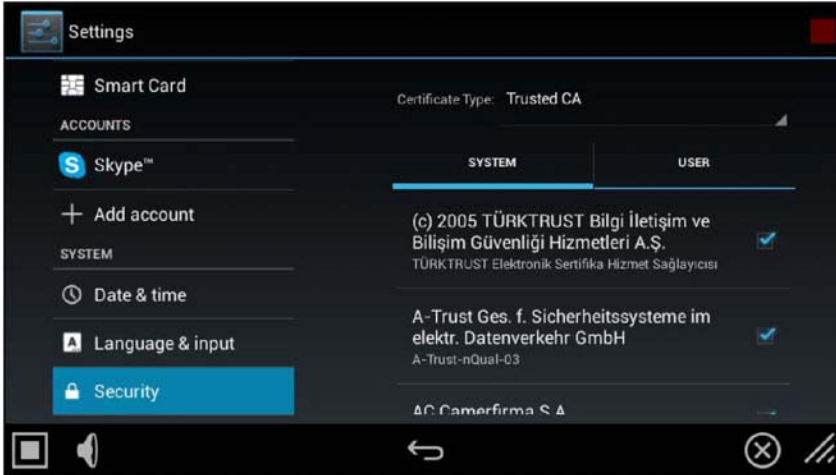 Settings
Smart Card
ACCOUNTS
Skype™
Add account
SYSTEM
Date & time
A Language & input
Security
Certificate Type: Trusted CA
SYSTEM USER
(c) 2005 TÜRKTRUST Bilgi İletişim ve
Bilişim Güvenliği Hizmetleri A.Ş.
TÜRKTRUST Elektronik Sertifika Hizmet Sağlayıcısı
A-Trust Ges. f. Sicherheitssysteme im
elektr. Datenverkehr GmbH
A-Trust-nQual-03
AC Camerfirma S.A.